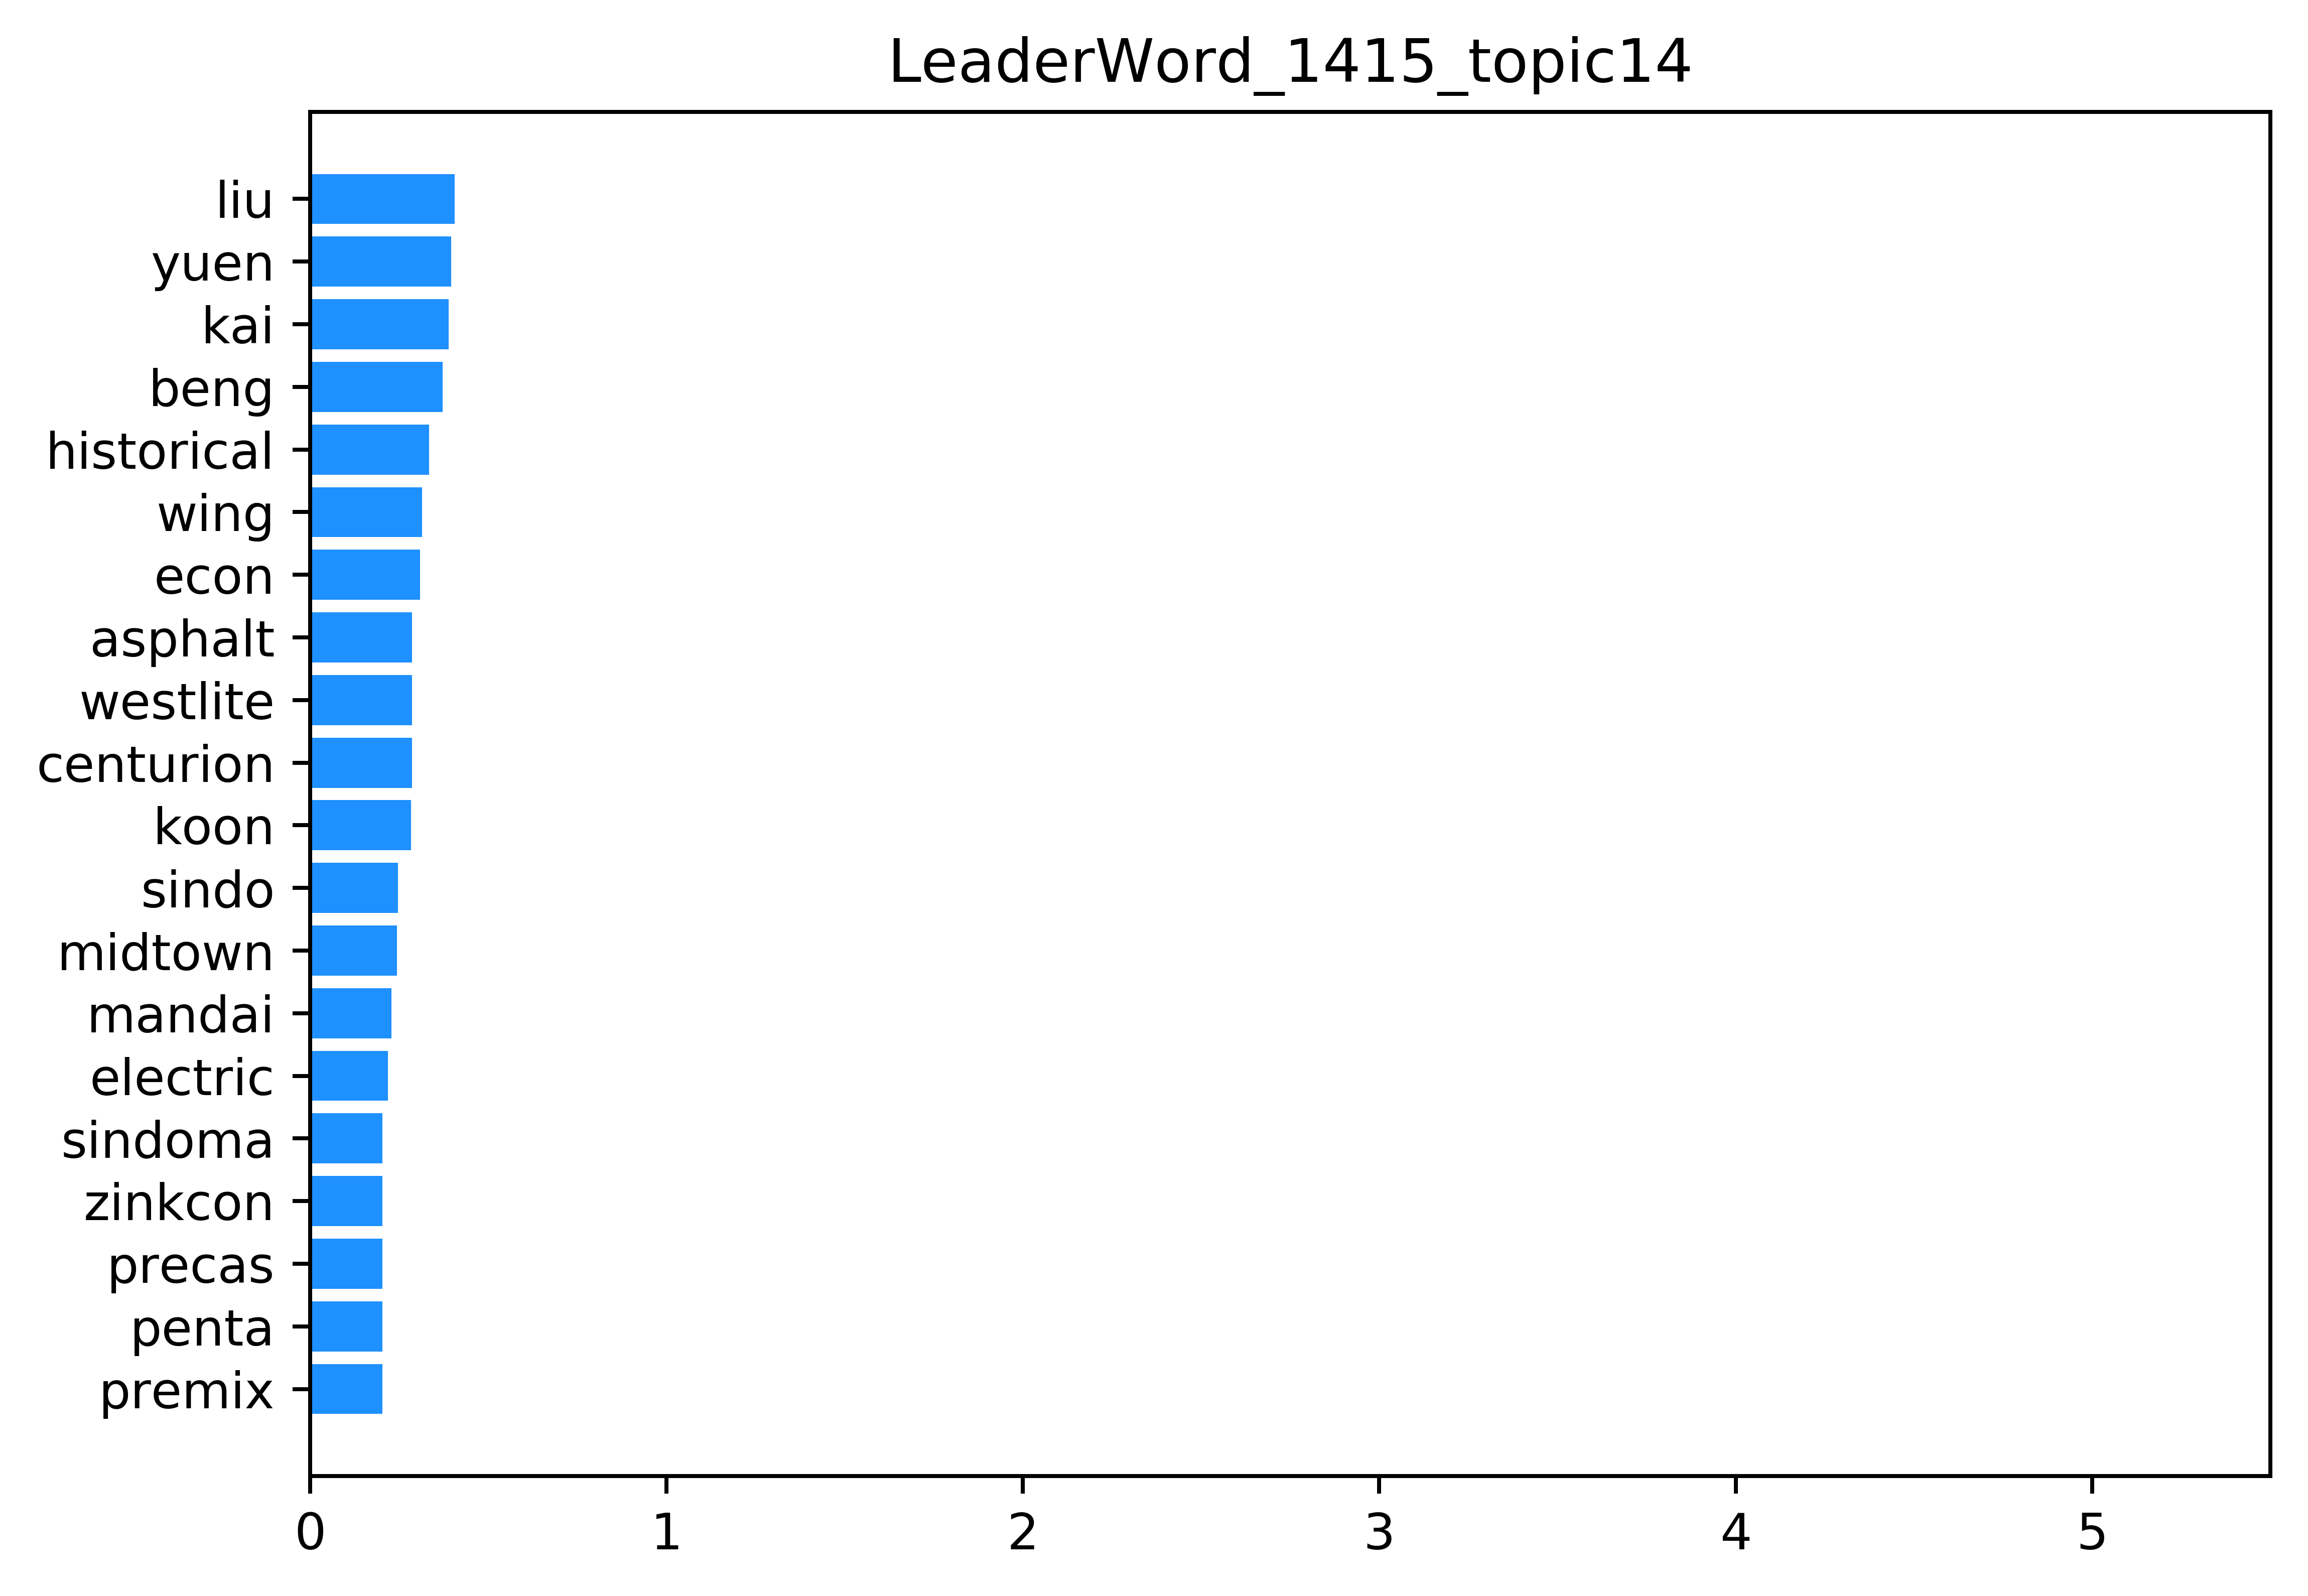 LeaderWord_1415_topic14
liu
yuen
kai
beng
historical
wing
econ
asphalt
westlite
centurion
koon
sindo
midtown
mandai
electric
sindoma
zinkcon
precas
penta
premix
0 1 2 3 4 5